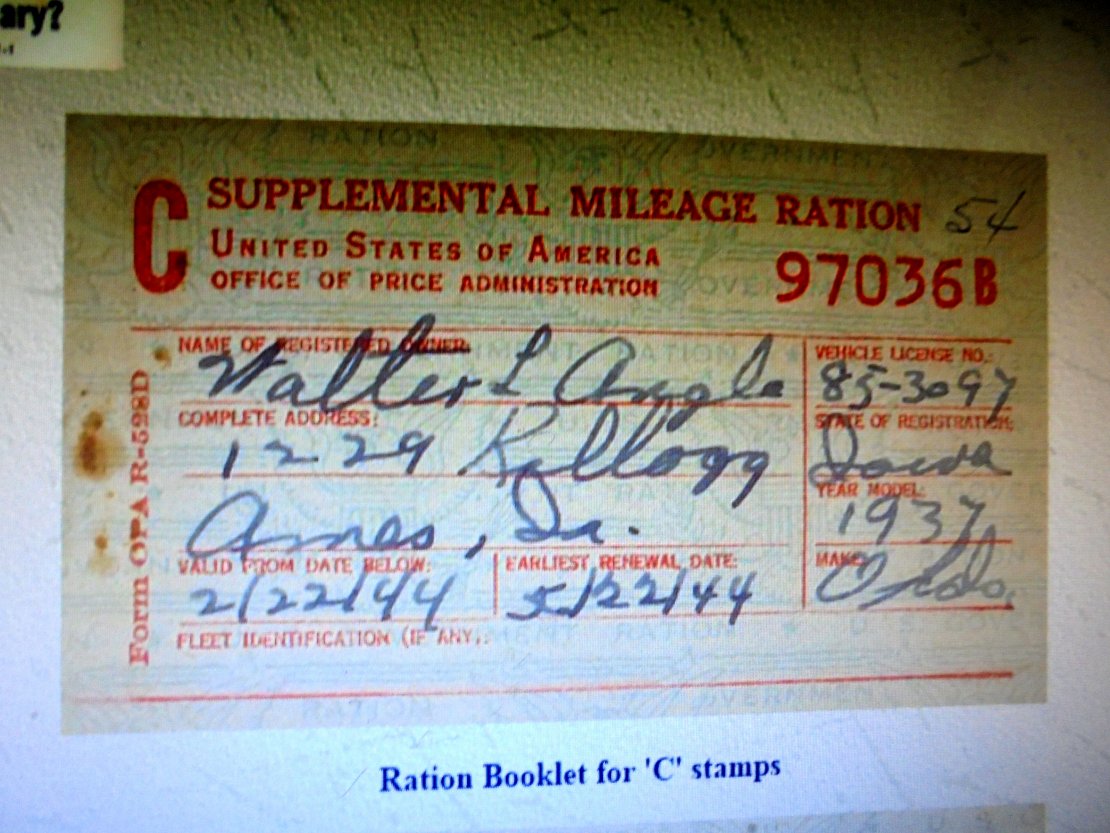 ary?
C SUPPLEMENTAL MILEAGE RATION 54
UNITED STATES OF AMERICA
OFFICE OF PRICE ADMINISTRATION 97036B
NAME OF REGISTERED OWNER:
Walter L Angle
VEHICLE LICENSE NO.:
85-3097
COMPLETE ADDRESS:
1229 Kellogg
Ames, Ia.
STATE OF REGISTRATION:
Iowa
YEAR MODEL:
1937
MAKE:
Olds.
VALID FROM DATE BELOW:
2/22/44
EARLIEST RENEWAL DATE:
5/22/44
FLEET IDENTIFICATION (IF ANY):
Form OPA R-528D
Ration Booklet for 'C' stamps